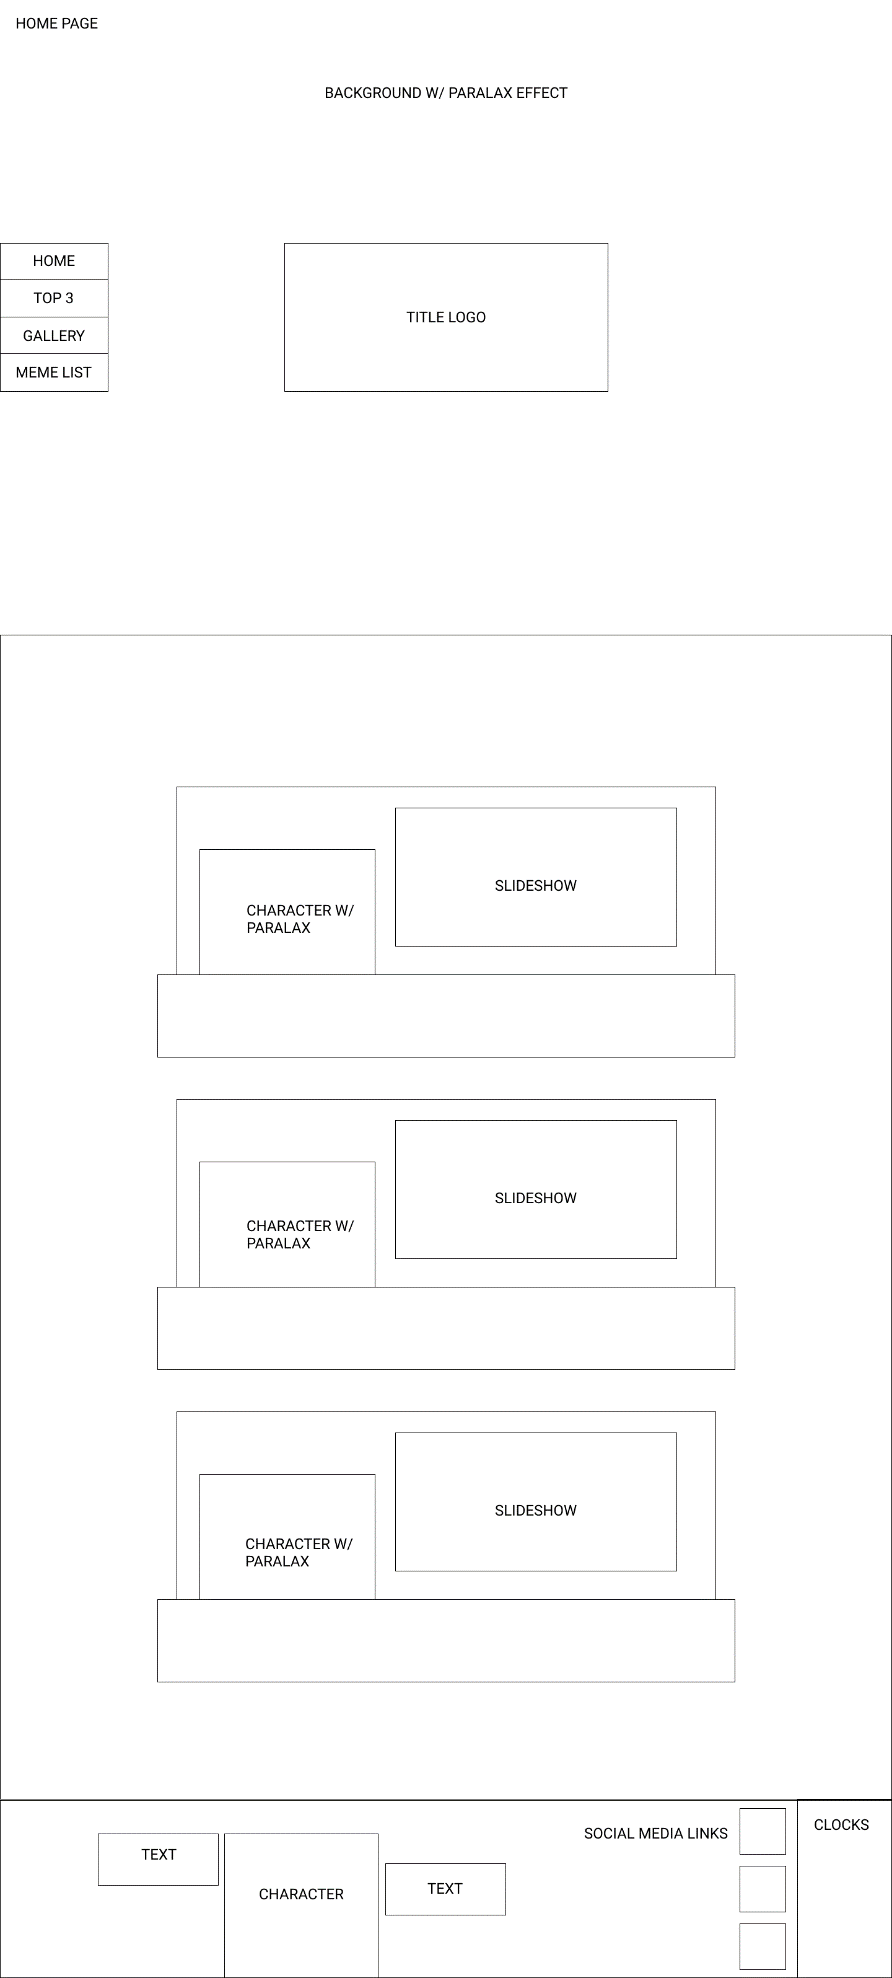 HOME PAGE
BACKGROUND W/ PARALAX EFFECT
HOME
TOP 3
GALLERY
MEME LIST
TITLE LOGO
SLIDESHOW
CHARACTER W/
PARALAX
SLIDESHOW
CHARACTER W/
PARALAX
SLIDESHOW
CHARACTER W/
PARALAX
TEXT
CHARACTER
TEXT
SOCIAL MEDIA LINKS
CLOCKS